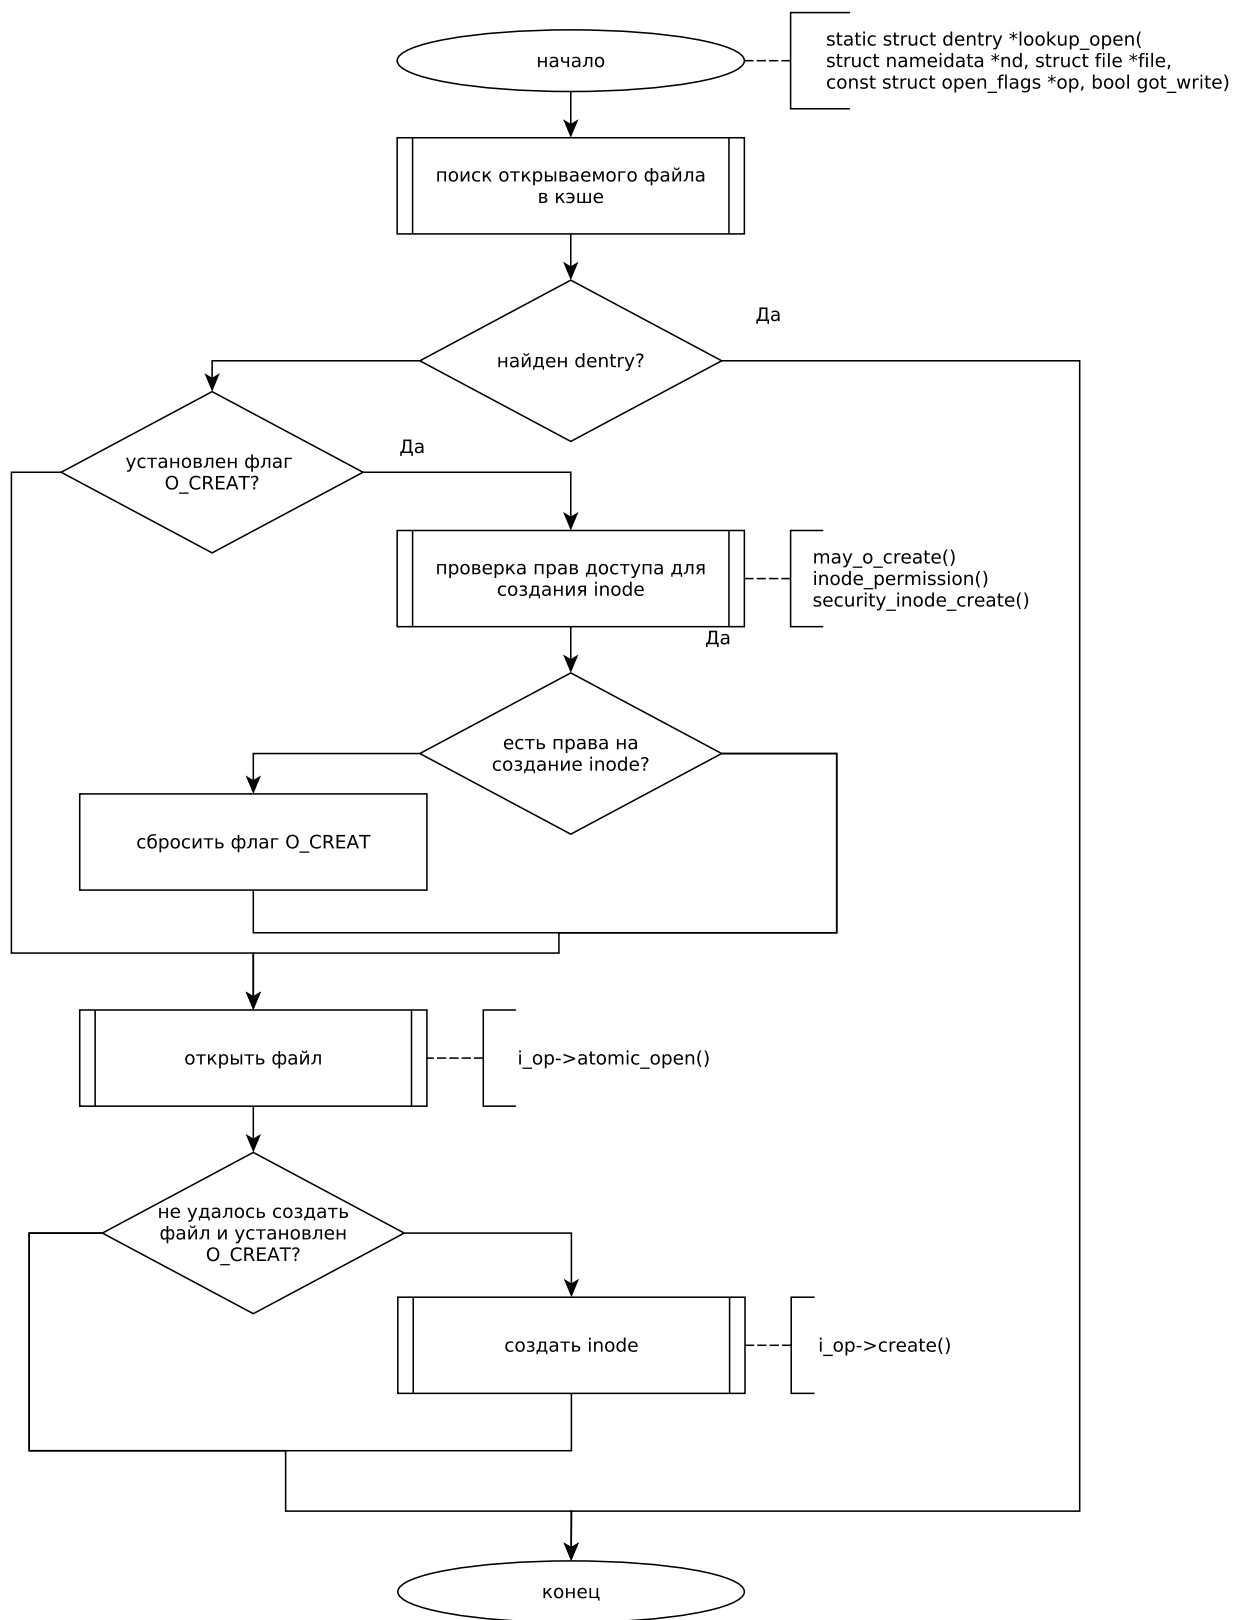 начало
static struct dentry *lookup_open(
struct nameidata *nd, struct file *file,
const struct open_flags *op, bool got_write)
поиск открываемого файла
в кэше
Да
найден dentry?
Да
установлен флаг
O_CREAT?
проверка прав доступа для
создания inode
may_o_create()
inode_permission()
security_inode_create()
Да
есть права на
создание inode?
сбросить флаг O_CREAT
открыть файл
i_op->atomic_open()
не удалось создать
файл и установлен
O_CREAT?
создать inode
i_op->create()
конец